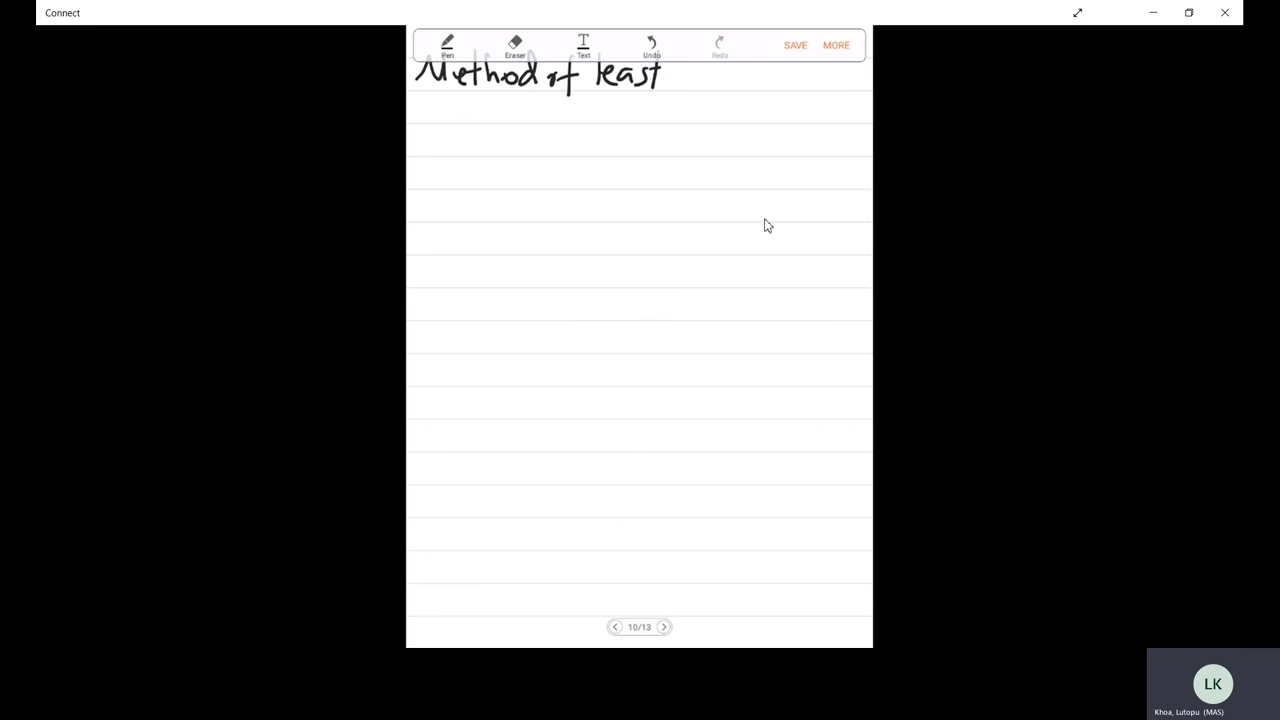 Connect
Pen Eraser Text Undo Redo SAVE MORE
Method of least
10/13
LK
Khoa, Lutopu (MAS)